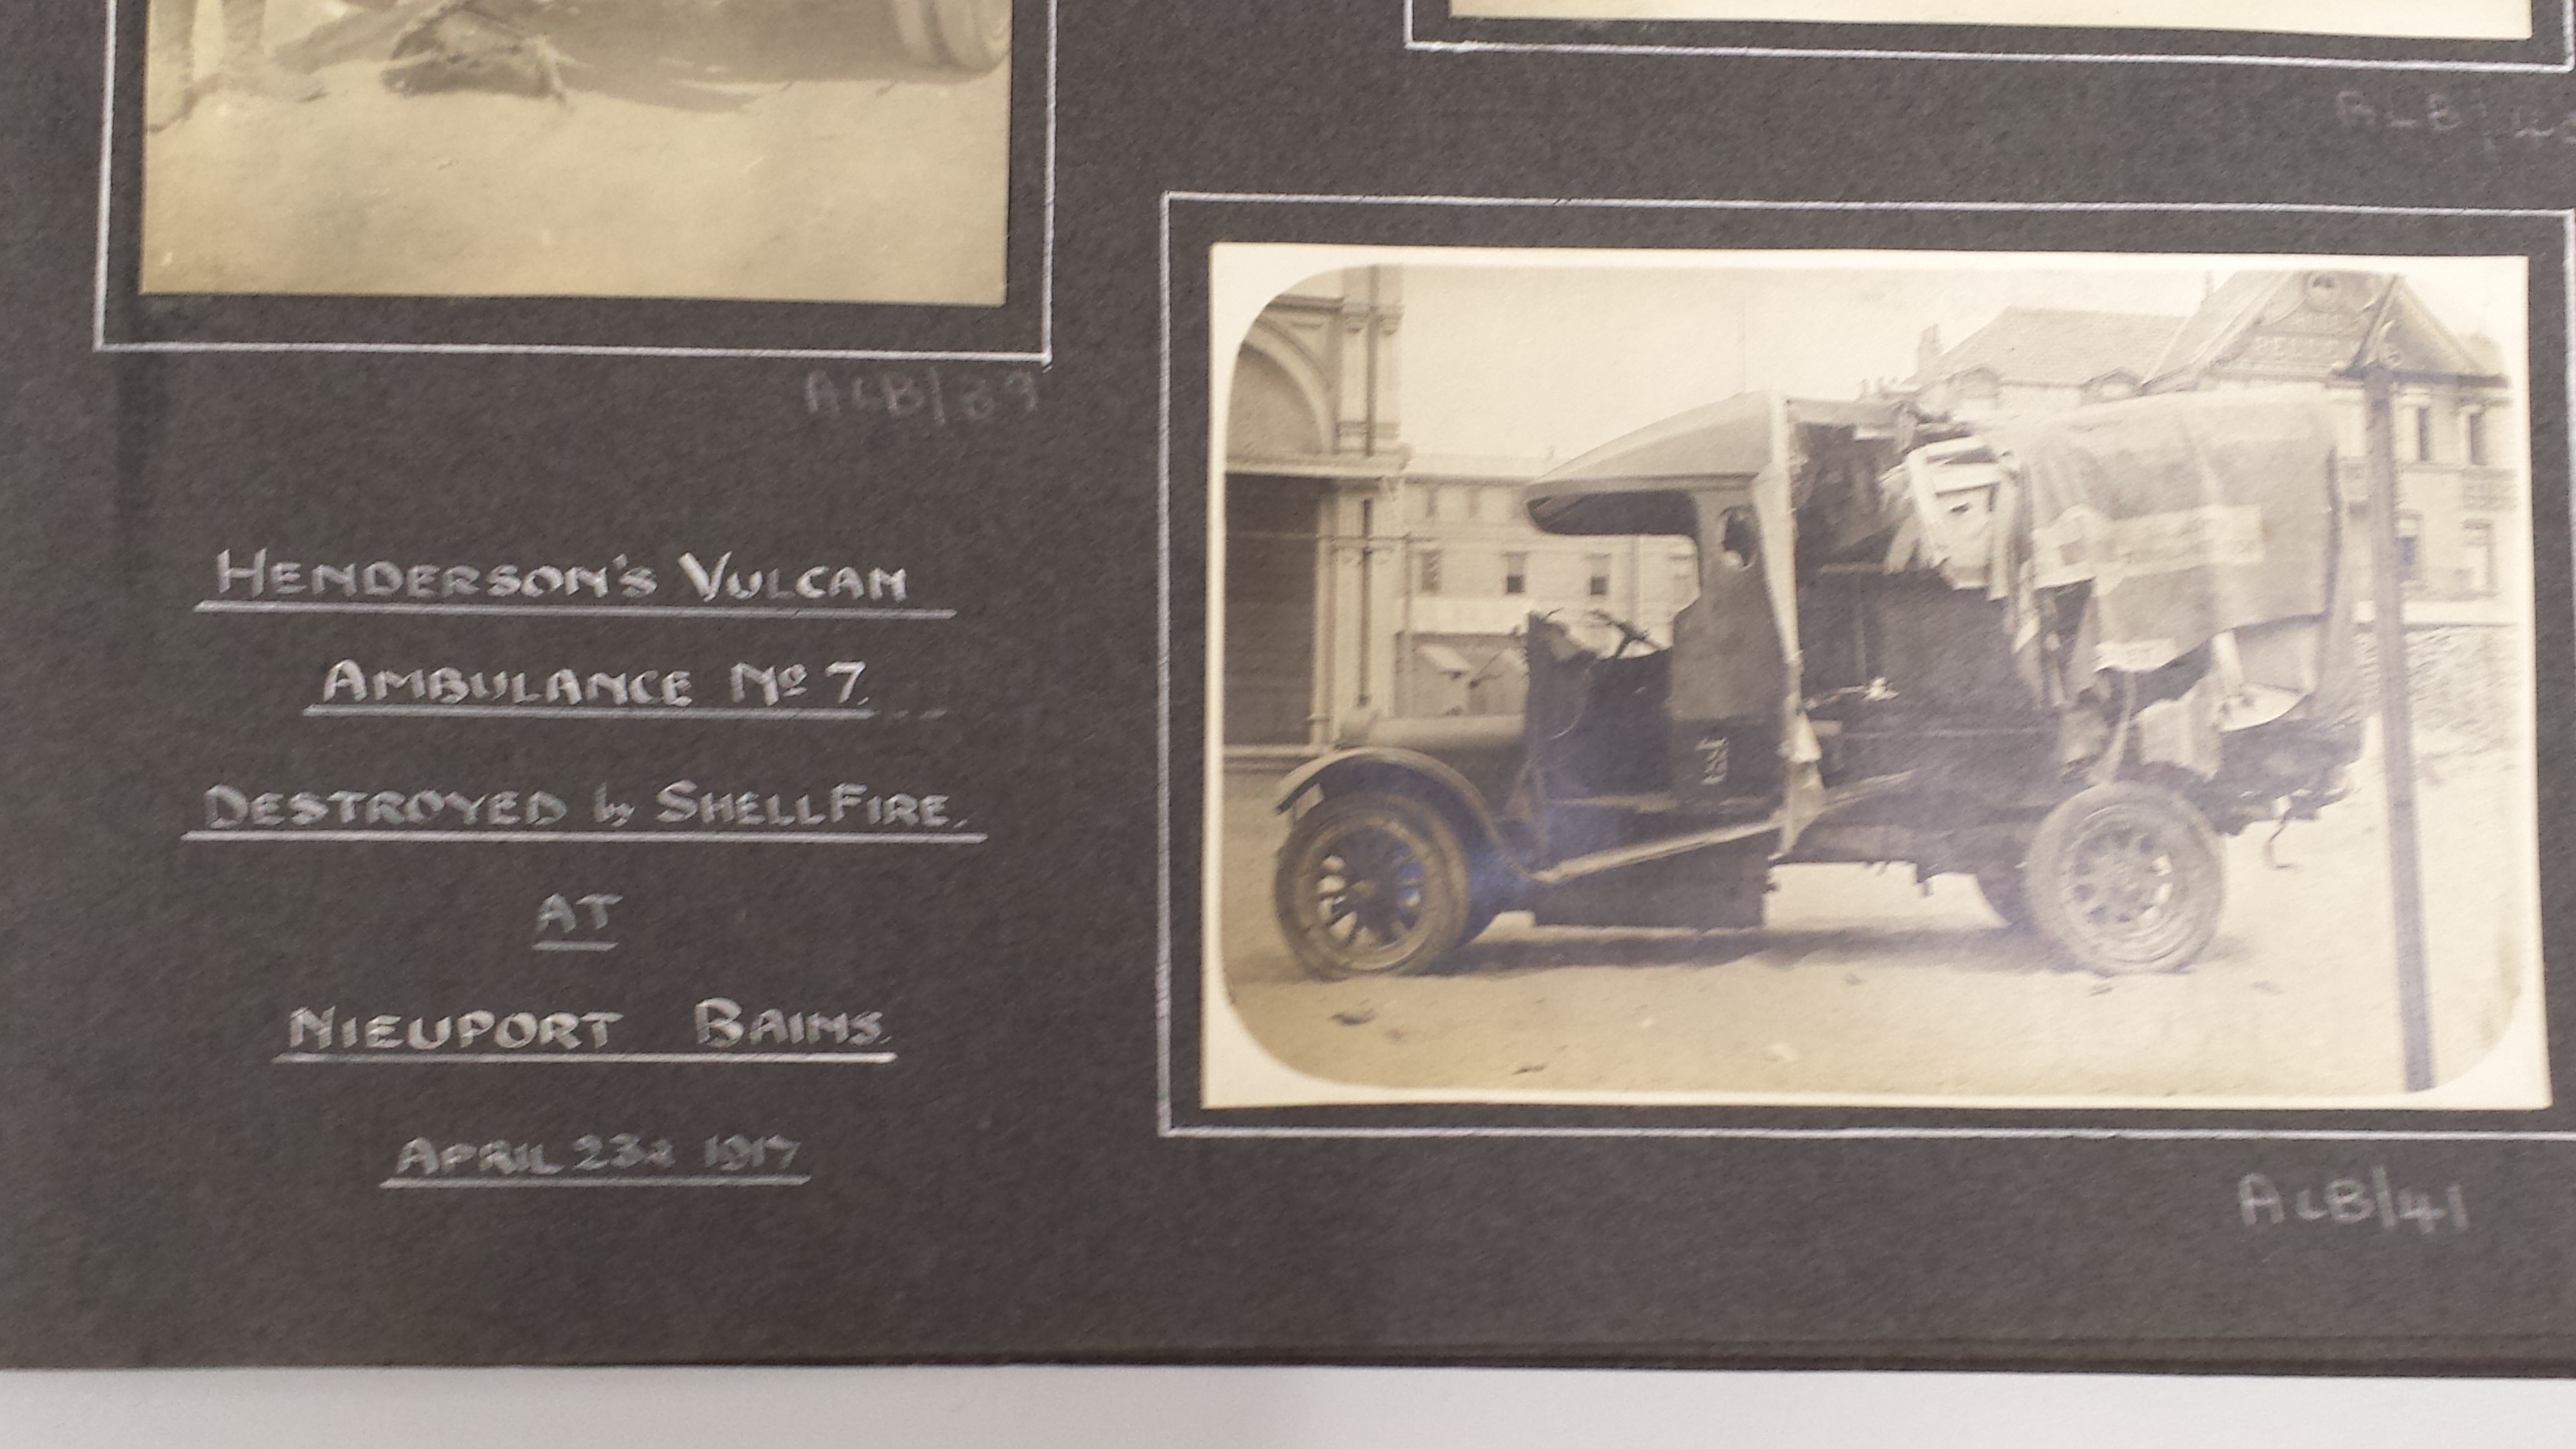 ALB/39
HENDERSON'S VULCAN
AMBULANCE Nº 7.
DESTROYED by SHELLFIRE.
AT
NIEUPORT BAINS.
APRIL 23rd 1917
ALB/41